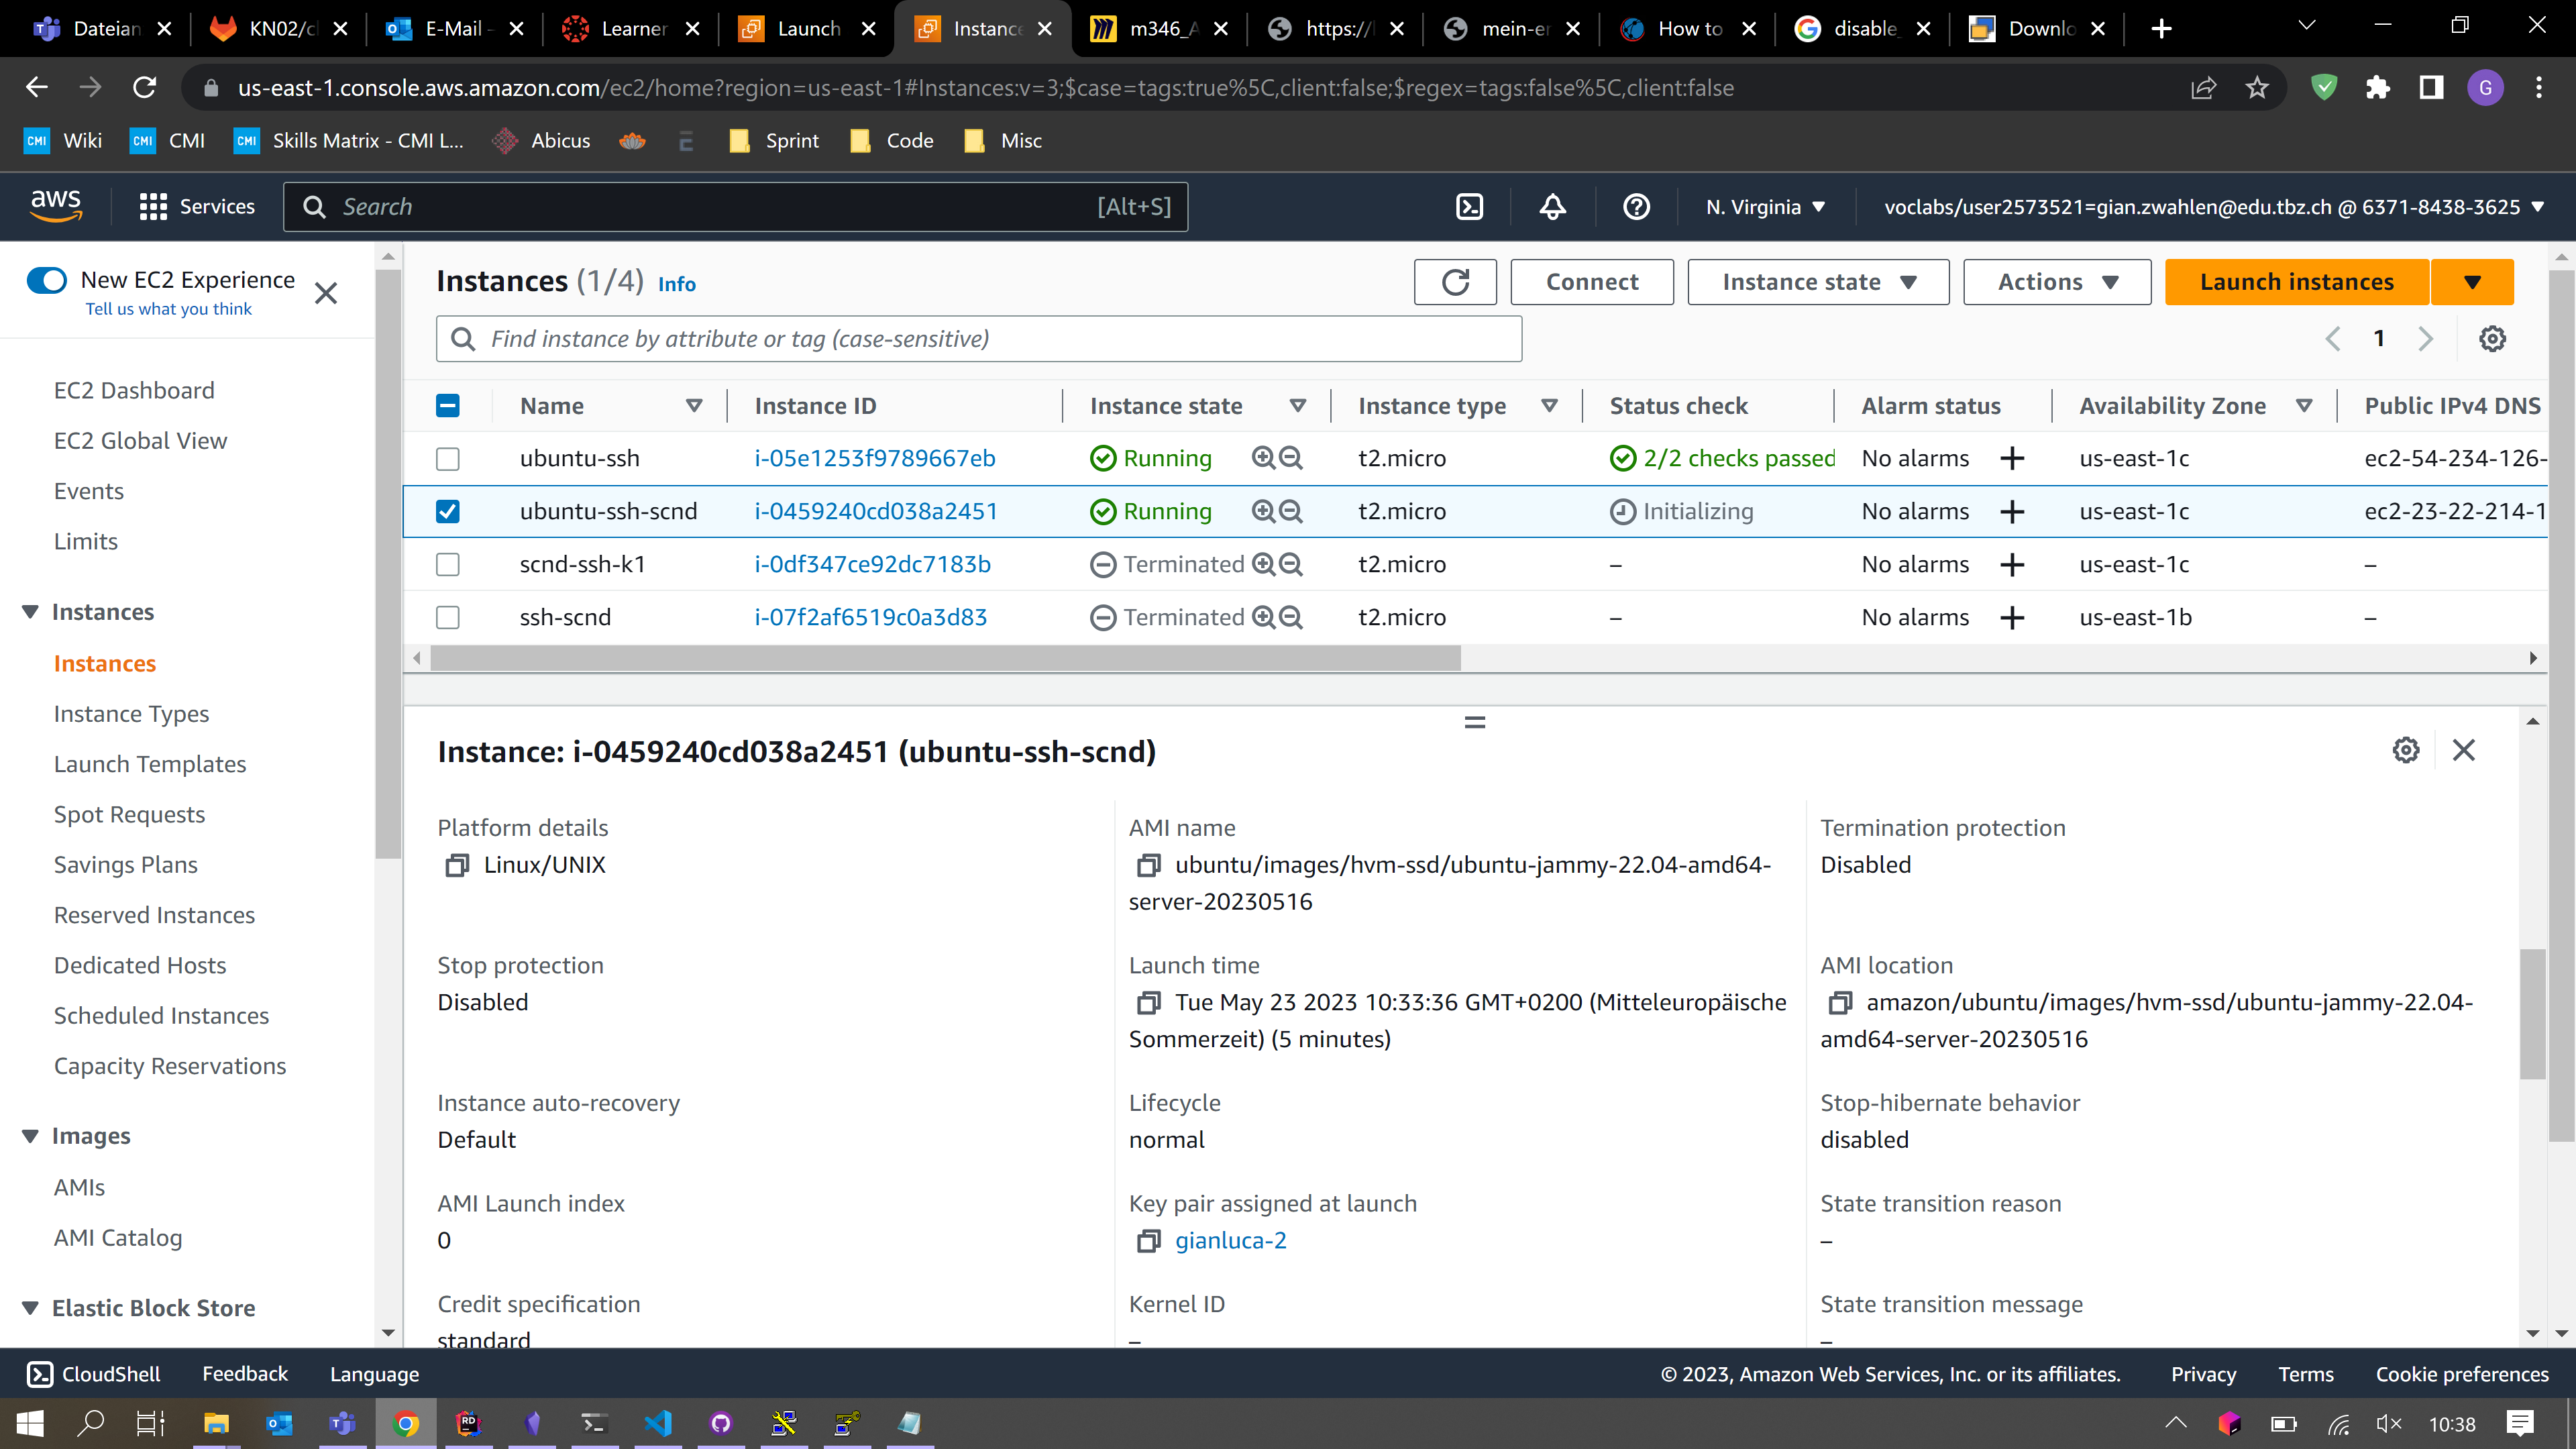 Dateian
KN02/cl
E-Mail -
Learner
Launch
Instance
m346_A
https://l
mein-er
How to
disable_
Downlo
us-east-1.console.aws.amazon.com/ec2/home?region=us-east-1#Instances:v=3;$case=tags:true%5C,client:false;$regex=tags:false%5C,client:false
G
CMI Wiki
CMI CMI
CMI Skills Matrix - CMI L...
Abicus
Sprint
Code
Misc
aws
Services
Search [Alt+S]
N. Virginia
voclabs/user2573521=gian.zwahlen@edu.tbz.ch @ 6371-8438-3625
New EC2 Experience
Tell us what you think
EC2 Dashboard
EC2 Global View
Events
Limits
Instances
Instances
Instance Types
Launch Templates
Spot Requests
Savings Plans
Reserved Instances
Dedicated Hosts
Scheduled Instances
Capacity Reservations
Images
AMIs
AMI Catalog
Elastic Block Store
Instances (1/4) Info
Connect
Instance state
Actions
Launch instances
Find instance by attribute or tag (case-sensitive)
1
Name Instance ID Instance state Instance type Status check Alarm status Availability Zone Public IPv4 DNS
ubuntu-ssh i-05e1253f9789667eb Running t2.micro 2/2 checks passed No alarms us-east-1c ec2-54-234-126-
ubuntu-ssh-scnd i-0459240cd038a2451 Running t2.micro Initializing No alarms us-east-1c ec2-23-22-214-1
scnd-ssh-k1 i-0df347ce92dc7183b Terminated t2.micro – No alarms us-east-1c –
ssh-scnd i-07f2af6519c0a3d83 Terminated t2.micro – No alarms us-east-1b –
Instance: i-0459240cd038a2451 (ubuntu-ssh-scnd)
Platform details
Linux/UNIX
AMI name
ubuntu/images/hvm-ssd/ubuntu-jammy-22.04-amd64-
server-20230516
Termination protection
Disabled
Stop protection
Disabled
Launch time
Tue May 23 2023 10:33:36 GMT+0200 (Mitteleuropäische
Sommerzeit) (5 minutes)
AMI location
amazon/ubuntu/images/hvm-ssd/ubuntu-jammy-22.04-
amd64-server-20230516
Instance auto-recovery
Default
Lifecycle
normal
Stop-hibernate behavior
disabled
AMI Launch index
0
Key pair assigned at launch
gianluca-2
State transition reason
–
Credit specification
standard
Kernel ID
–
State transition message
–
CloudShell
Feedback
Language
© 2023, Amazon Web Services, Inc. or its affiliates.
Privacy
Terms
Cookie preferences
10:38